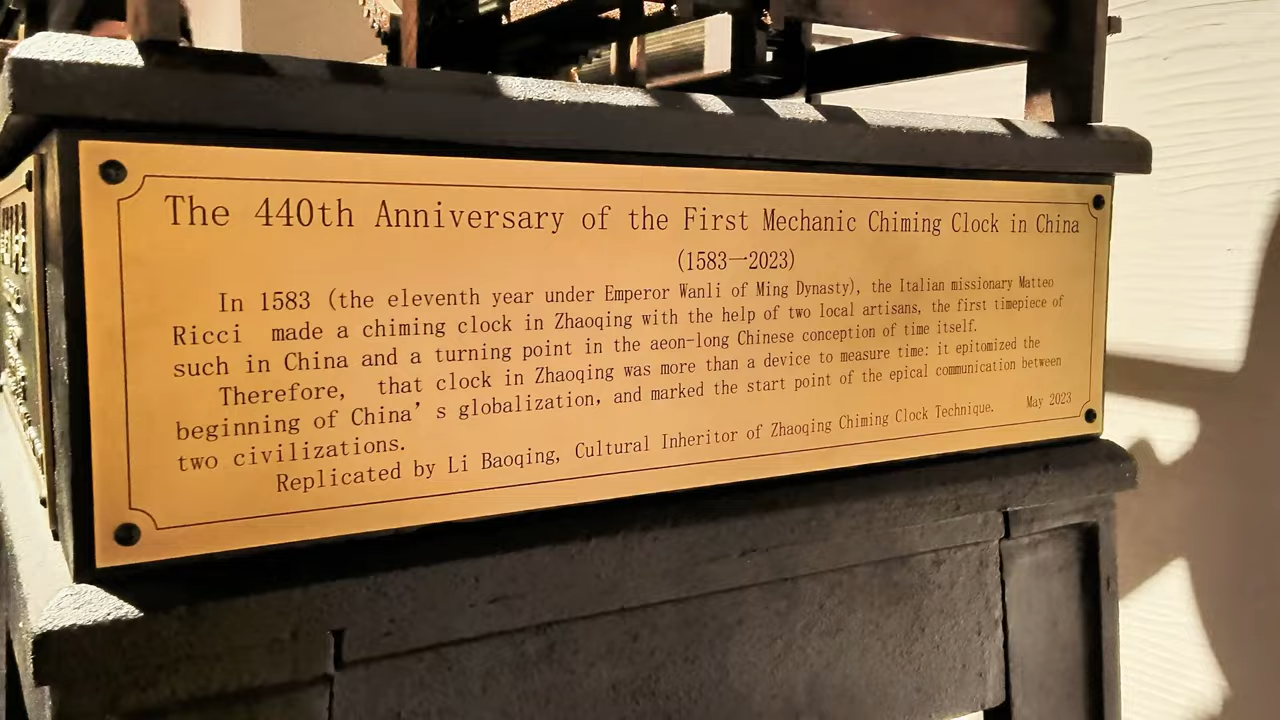 The 440th Anniversary of the First Mechanic Chiming Clock in China
(1583—2023)
In 1583 (the eleventh year under Emperor Wanli of Ming Dynasty), the Italian missionary Matteo
Ricci made a chiming clock in Zhaoqing with the help of two local artisans, the first timepiece of
such in China and a turning point in the aeon-long Chinese conception of time itself.
Therefore, that clock in Zhaoqing was more than a device to measure time: it epitomized the
beginning of China's globalization, and marked the start point of the epical communication between
two civilizations.
Replicated by Li Baoqing, Cultural Inheritor of Zhaoqing Chiming Clock Technique. May 2023